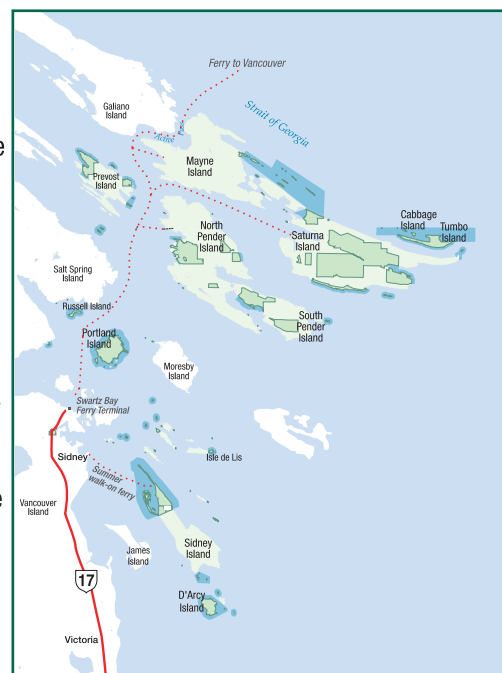 Ferry to Vancouver
Galiano
Island
Strait of Georgia
Active
Mayne
Island
Prevost
Island
Cabbage
Island
Tumbo
Island
North
Pender
Island
Saturna
Island
Salt Spring
Island
Russell Island
South
Pender
Island
Portland
Island
Moresby
Island
Swartz Bay
Ferry Terminal
Sidney
Isle de Lis
Summer
walk-on ferry
Vancouver
Island
Sidney
Island
James
Island
17
D'Arcy
Island
Victoria